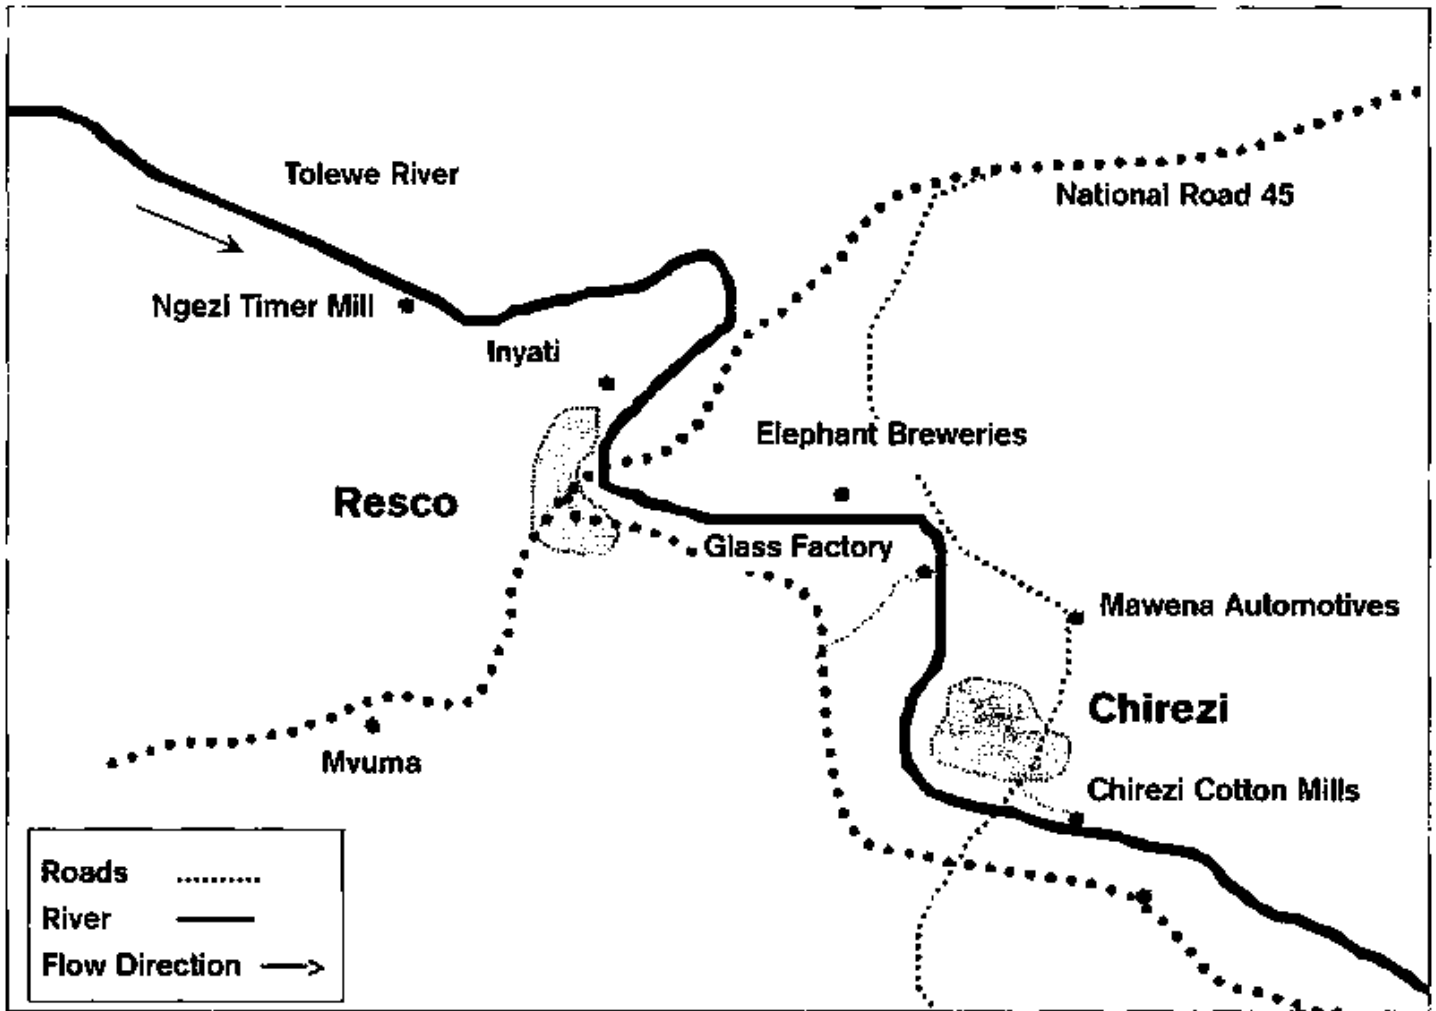 Tolewe River
National Road 45
Ngezi Timer Mill
Inyati
Elephant Breweries
Resco
Glass Factory
Mawena Automotives
Chirezi
Mvuma
Chirezi Cotton Mills
Roads
River
Flow Direction